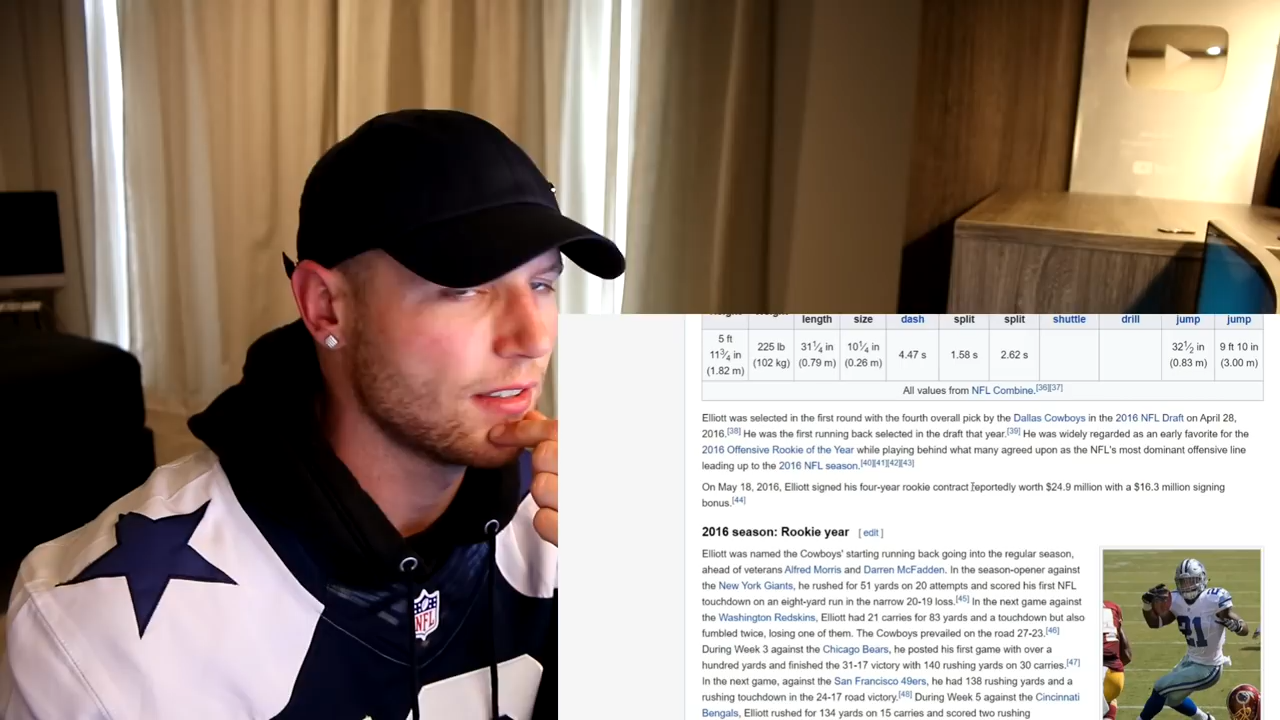 length size dash split split shuttle drill jump jump
5 ft 11¾ in (1.82 m)
225 lb (102 kg)
31¼ in (0.79 m)
10¼ in (0.26 m)
4.47 s
1.58 s
2.62 s
32½ in (0.83 m)
9 ft 10 in (3.00 m)
All values from NFL Combine.[36][37]
Elliott was selected in the first round with the fourth overall pick by the Dallas Cowboys in the 2016 NFL Draft on April 28,
2016.[38] He was the first running back selected in the draft that year.[39] He was widely regarded as an early favorite for the
2016 Offensive Rookie of the Year while playing behind what many agreed upon as the NFL's most dominant offensive line
leading up to the 2016 NFL season.[40][41][42][43]
On May 18, 2016, Elliott signed his four-year rookie contract reportedly worth $24.9 million with a $16.3 million signing
bonus.[44]
2016 season: Rookie year [ edit ]
Elliott was named the Cowboys' starting running back going into the regular season,
ahead of veterans Alfred Morris and Darren McFadden. In the season-opener against
the New York Giants, he rushed for 51 yards on 20 attempts and scored his first NFL
touchdown on an eight-yard run in the narrow 20-19 loss.[45] In the next game against
the Washington Redskins, Elliott had 21 carries for 83 yards and a touchdown but also
fumbled twice, losing one of them. The Cowboys prevailed on the road 27-23.[46]
During Week 3 against the Chicago Bears, he posted his first game with over a
hundred yards and finished the 31-17 victory with 140 rushing yards on 30 carries.[47]
In the next game, against the San Francisco 49ers, he had 138 rushing yards and a
rushing touchdown in the 24-17 road victory.[48] During Week 5 against the Cincinnati
Bengals, Elliott rushed for 134 yards on 15 carries and scored two rushing
NFL
21